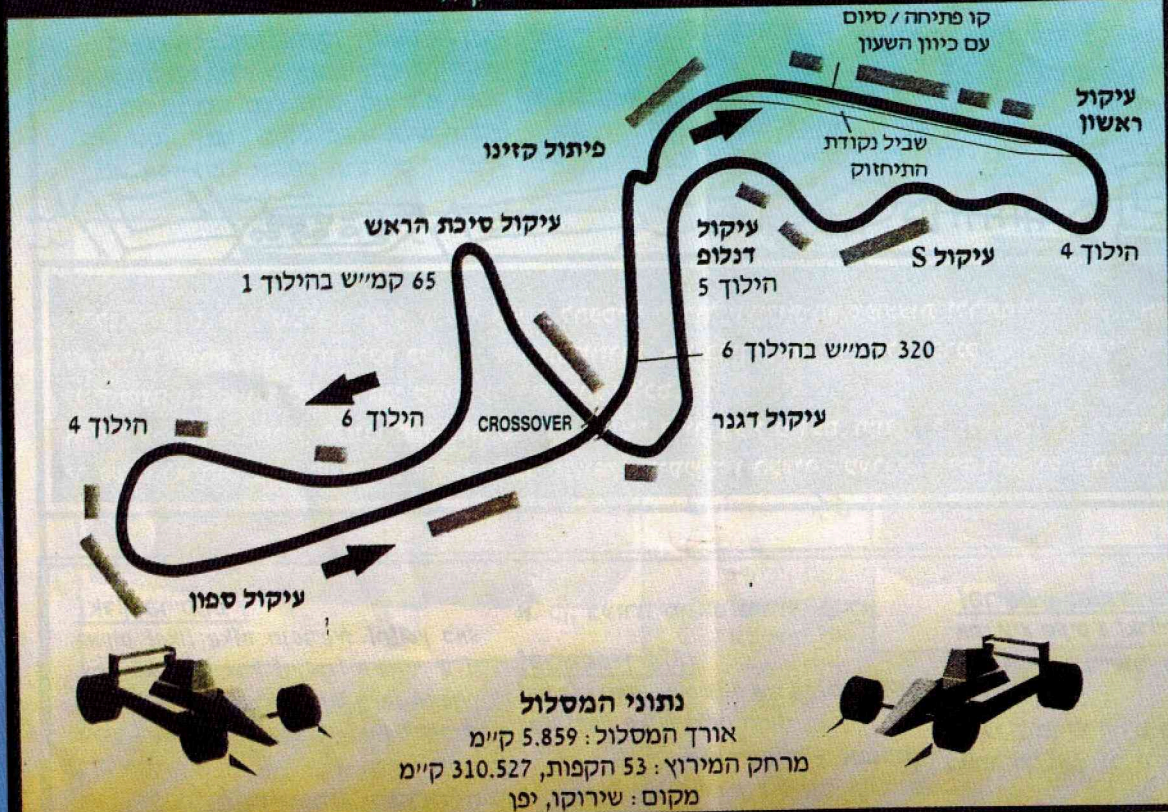 קו פתיחה / סיום
עם כיוון השעון
עיקול
ראשון
שביל נקודת
התיחזוק
פיתול קזינו
הילוך 4
עיקול S
עיקול
דנלופ
הילוך 5
עיקול סיכת הראש
65 קמ״ש בהילוך 1
320 קמ״ש בהילוך 6
עיקול דגנר
CROSSOVER
הילוך 6
הילוך 4
עיקול ספון
נתוני המסלול
אורך המסלול: 5.859 ק״מ
מרחק המירוץ: 53 הקפות, 310.527 ק״מ
מקום: שירוקו, יפן